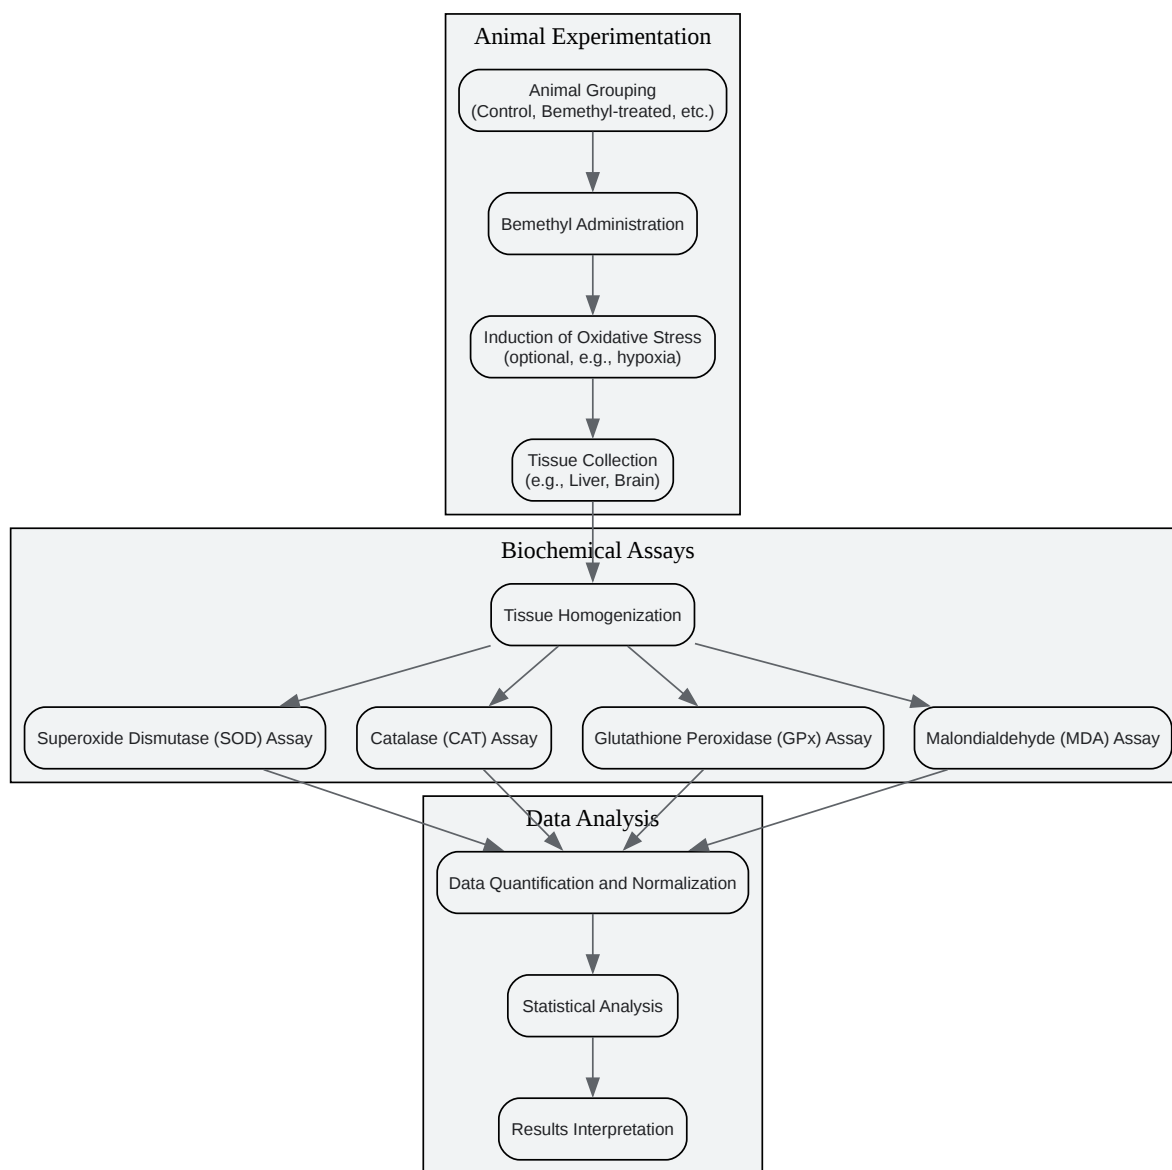 Animal Experimentation
Animal Grouping
(Control, Bemethyl-treated, etc.)
Bemethyl Administration
Induction of Oxidative Stress
(optional, e.g., hypoxia)
Tissue Collection
(e.g., Liver, Brain)
Biochemical Assays
Tissue Homogenization
Superoxide Dismutase (SOD) Assay
Catalase (CAT) Assay
Glutathione Peroxidase (GPx) Assay
Malondialdehyde (MDA) Assay
Data Analysis
Data Quantification and Normalization
Statistical Analysis
Results Interpretation